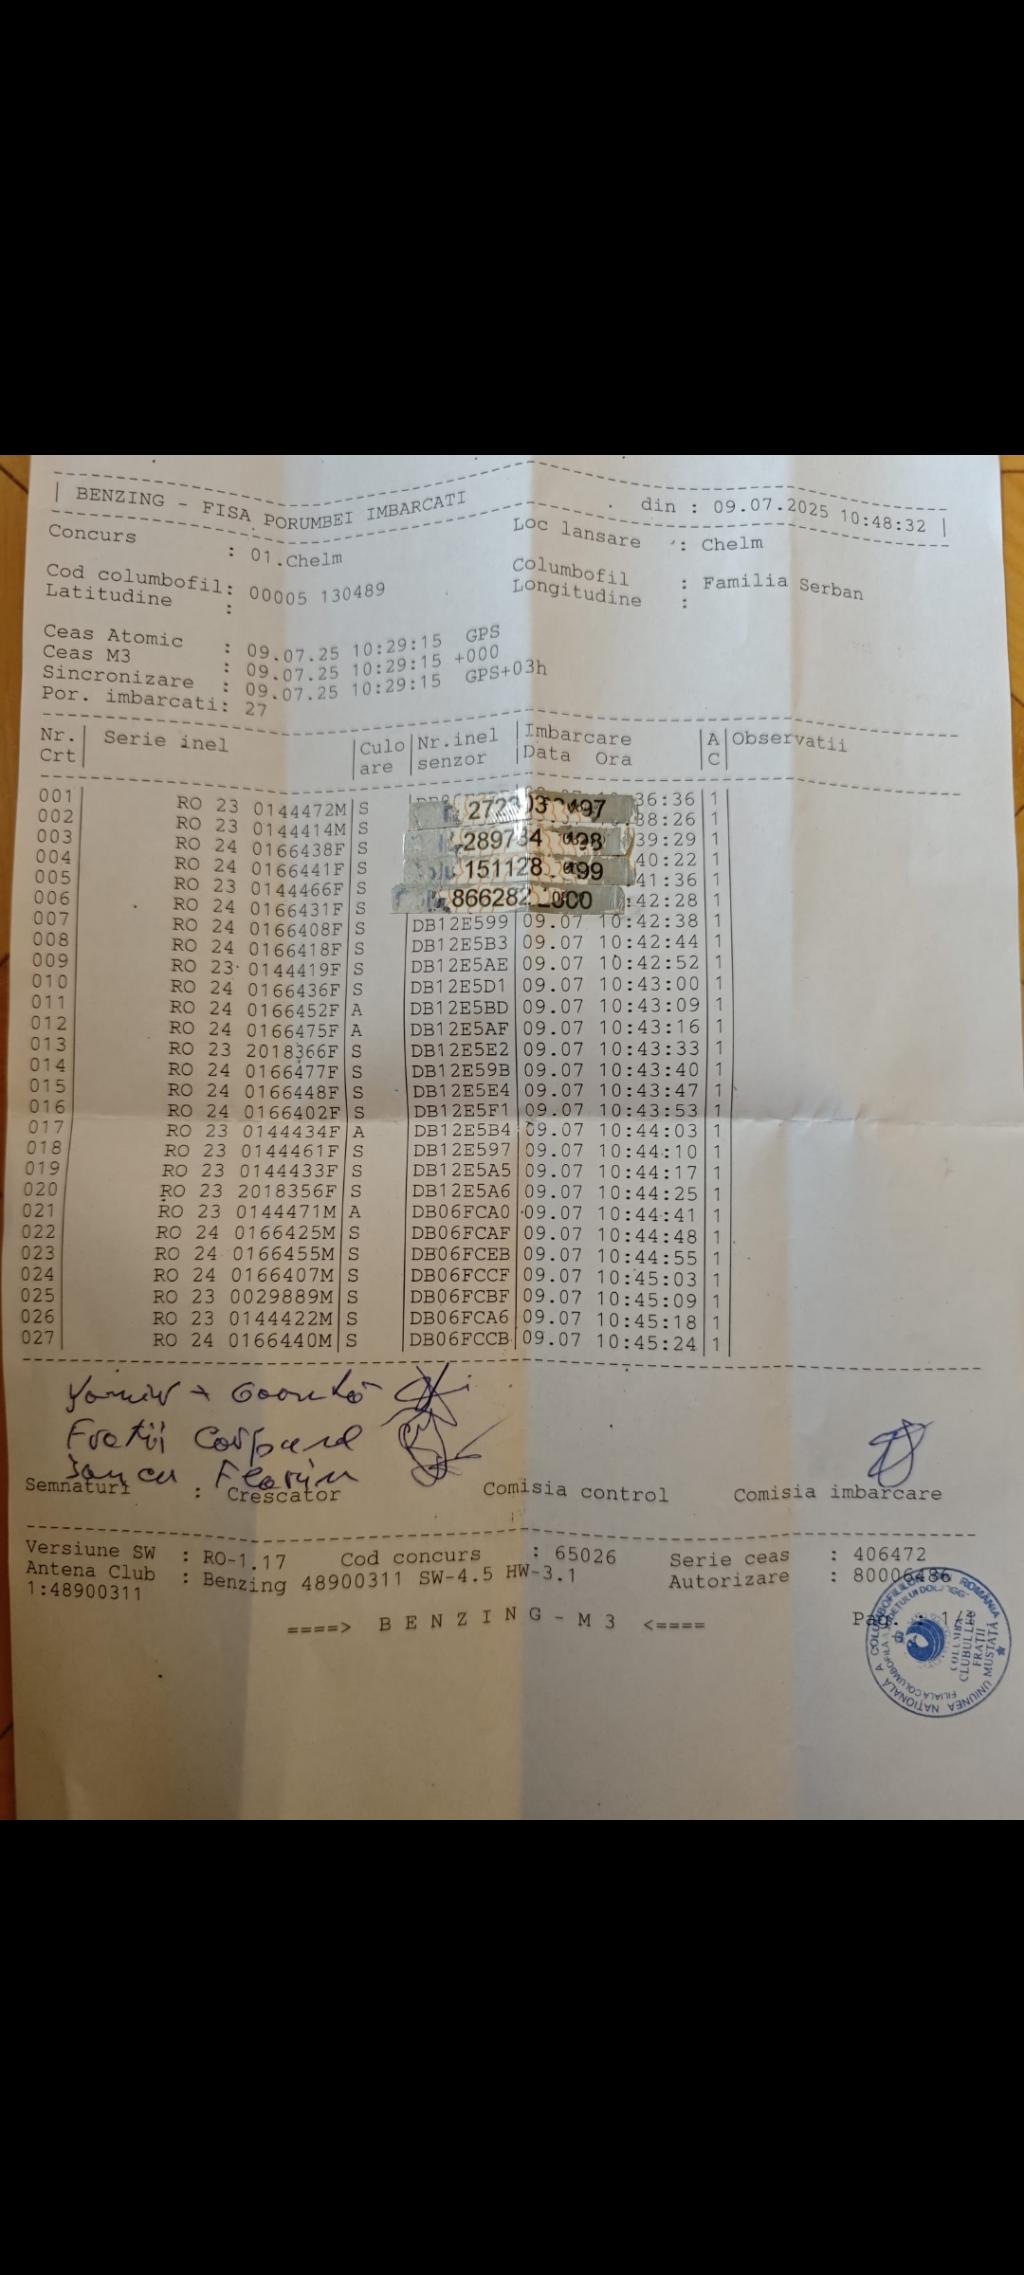 | BENZING - FISA PORUMBEI IMBARCATI din : 09.07.2025 10:48:32 |
Concurs : 01.Chelm Loc lansare : Chelm
Cod columbofil: 00005 130489 Columbofil : Familia Serban
Latitudine : Longitudine :
Ceas Atomic : 09.07.25 10:29:15 GPS
Ceas M3 : 09.07.25 10:29:15 +000
Sincronizare : 09.07.25 10:29:15 GPS+03h
Por. imbarcati: 27
Nr.| Serie inel |Culo|Nr.inel |Imbarcare |A|Observatii
Crt| |are |senzor |Data Ora |C|
001| RO 23 0144472M|S 36:36|1|
002| RO 23 0144414M|S 38:26|1|
003| RO 24 0166438F|S 39:29|1|
004| RO 24 0166441F|S 151128 40:22|1|
005| RO 23 0144466F|S 41:36|1|
006| RO 24 0166431F|S :42:28|1|
007| RO 24 0166408F|S |DB12E599|09.07 10:42:38|1|
008| RO 24 0166418F|S |DB12E5B3|09.07 10:42:44|1|
009| RO 23 0144419F|S |DB12E5AE|09.07 10:42:52|1|
010| RO 24 0166436F|S |DB12E5D1|09.07 10:43:00|1|
011| RO 24 0166452F|A |DB12E5BD|09.07 10:43:09|1|
012| RO 24 0166475F|A |DB12E5AF|09.07 10:43:16|1|
013| RO 23 2018366F|S |DB12E5E2|09.07 10:43:33|1|
014| RO 24 0166477F|S |DB12E59B|09.07 10:43:40|1|
015| RO 24 0166448F|S |DB12E5E4|09.07 10:43:47|1|
016| RO 24 0166402F|S |DB12E5F1|09.07 10:43:53|1|
017| RO 23 0144434F|A |DB12E5B4|09.07 10:44:03|1|
018| RO 23 0144461F|S |DB12E597|09.07 10:44:10|1|
019| RO 23 0144433F|S |DB12E5A5|09.07 10:44:17|1|
020| RO 23 2018356F|S |DB12E5A6|09.07 10:44:25|1|
021| RO 23 0144471M|A |DB06FCA0|09.07 10:44:41|1|
022| RO 24 0166425M|S |DB06FCAF|09.07 10:44:48|1|
023| RO 24 0166455M|S |DB06FCEB|09.07 10:44:55|1|
024| RO 24 0166407M|S |DB06FCCF|09.07 10:45:03|1|
025| RO 23 0029889M|S |DB06FCBF|09.07 10:45:09|1|
026| RO 23 0144422M|S |DB06FCA6|09.07 10:45:18|1|
027| RO 24 0166440M|S |DB06FCCB|09.07 10:45:24|1|
Fratii
Florin
Semnaturi : Crescator Comisia control Comisia imbarcare
Versiune SW : RO-1.17 Cod concurs : 65026 Serie ceas : 406472
Antena Club : Benzing 48900311 SW-4.5 HW-3.1 Autorizare : 80006486
1:48900311
====> B E N Z I N G - M 3 <==== Pag.
UNIUNEA NAȚIONALĂ A COLUMBOFILILOR ROMÂNIA
FILIALA COLUMBOFILĂ
COLUMBA
CLUBUL LEU
FRATII
MUSTATĂ